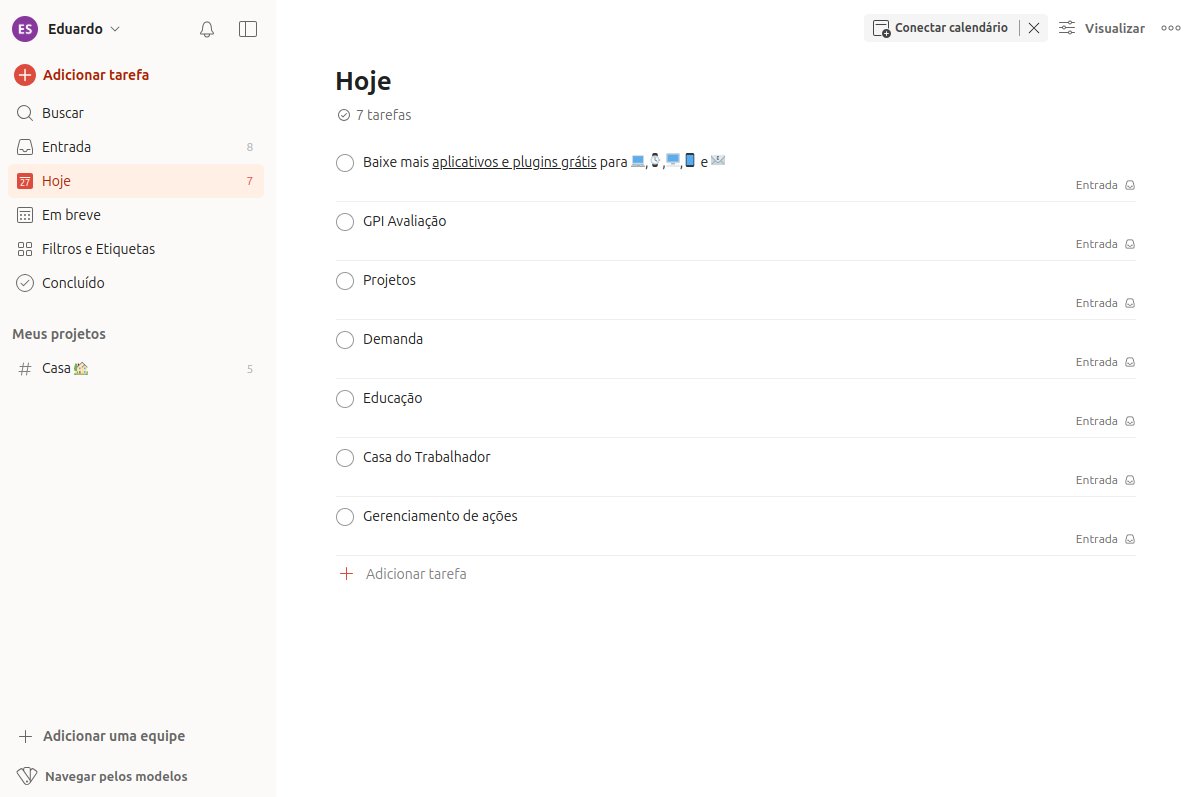 ES Eduardo
Adicionar tarefa
Buscar
Entrada 8
27 Hoje 7
Em breve
Filtros e Etiquetas
Concluído
Meus projetos
# Casa🏡 5
Adicionar uma equipe
Navegar pelos modelos
Conectar calendário
Visualizar
Hoje
7 tarefas
Baixe mais aplicativos e plugins grátis para 💻,⌚,🖥,📱 e 📧
Entrada
GPI Avaliação
Entrada
Projetos
Entrada
Demanda
Entrada
Educação
Entrada
Casa do Trabalhador
Entrada
Gerenciamento de ações
Entrada
Adicionar tarefa